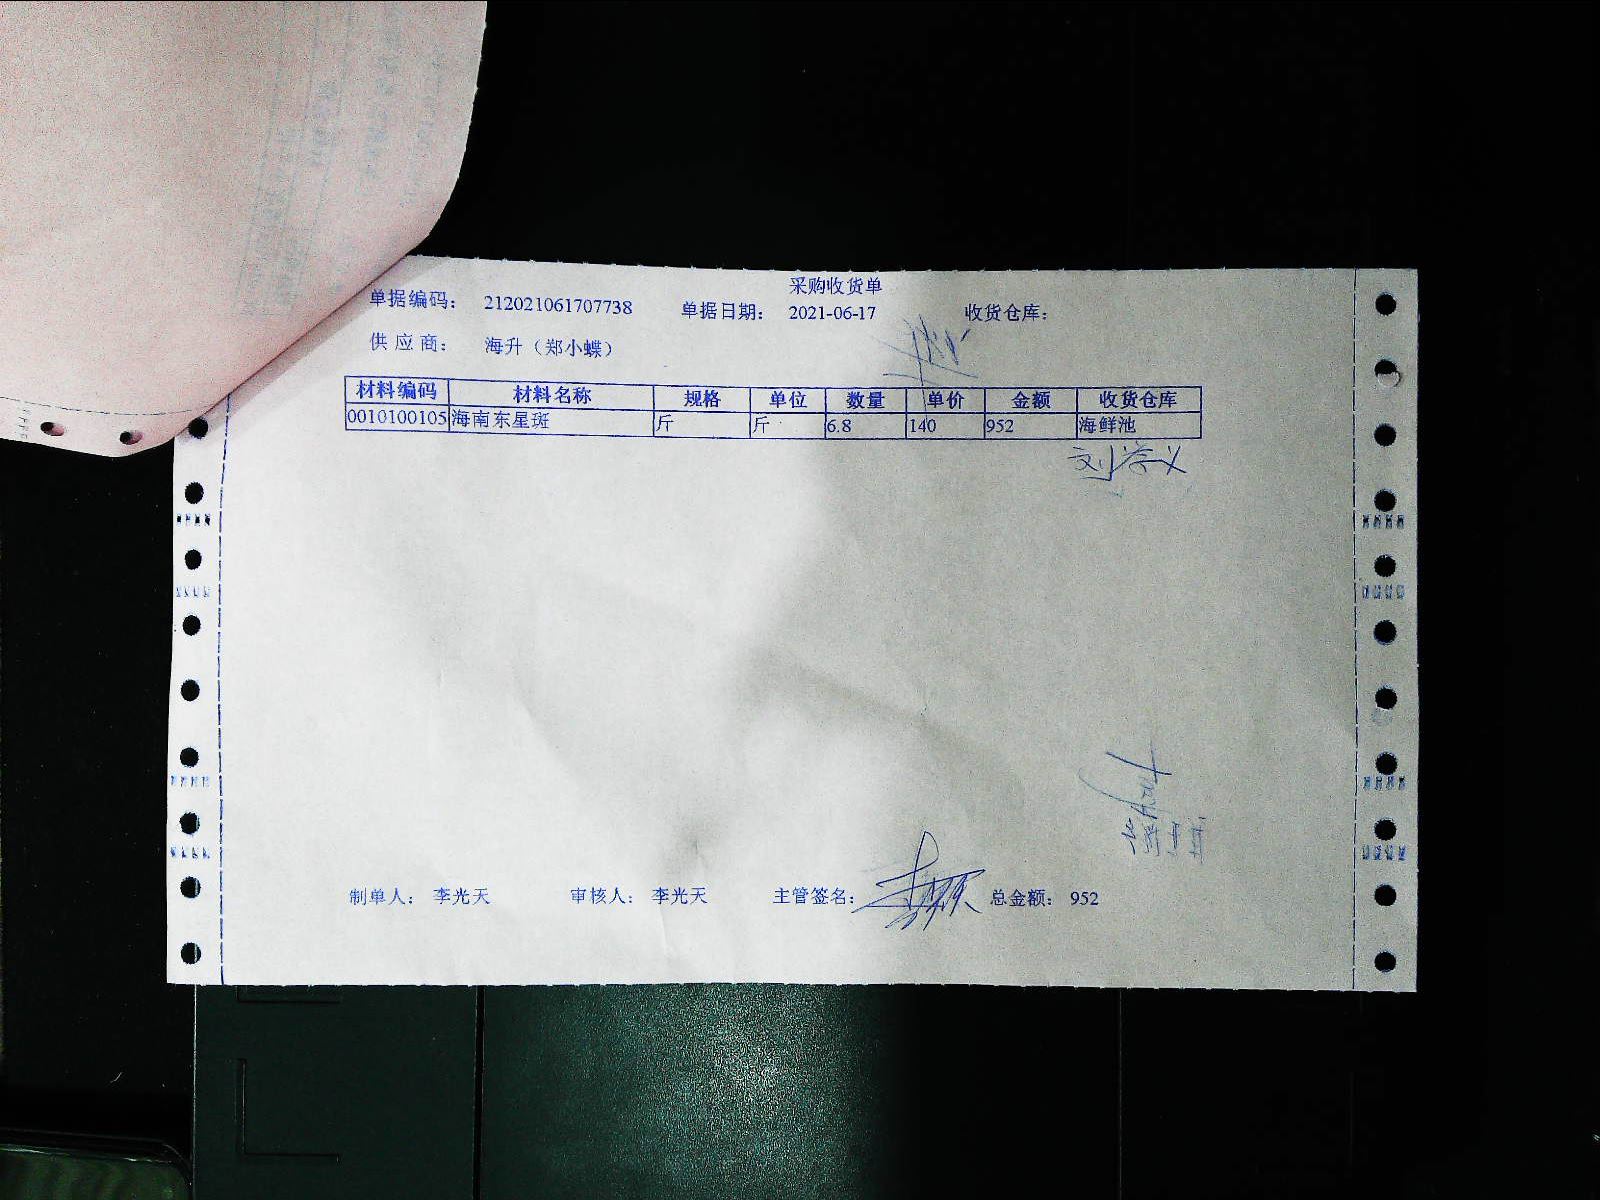 采购收货单
单据编码： 212021061707738 单据日期： 2021-06-17 收货仓库：
供应商： 海升（郑小蝶）
材料编码 材料名称 规格 单位 数量 单价 金额 收货仓库
0010100105 海南东星斑 斤 斤 6.8 140 952 海鲜池
刘学义
制单人： 李光天 审核人： 李光天 主管签名： 总金额： 952